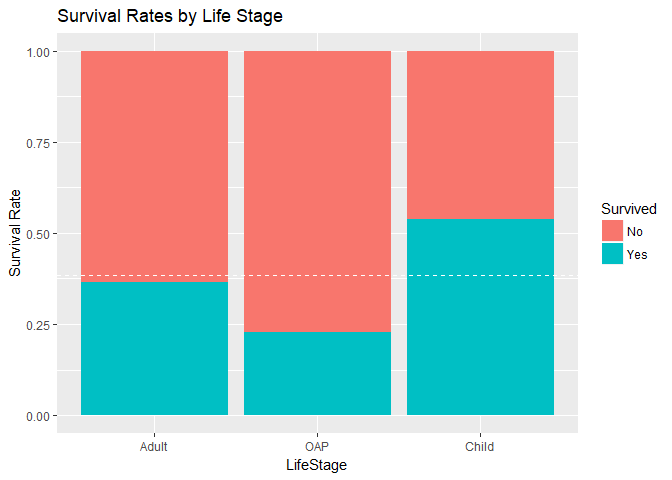 Survival Rates by Life Stage
1.00
0.75
0.50
0.25
0.00
Survival Rate
Adult
OAP
Child
LifeStage
Survived
No
Yes